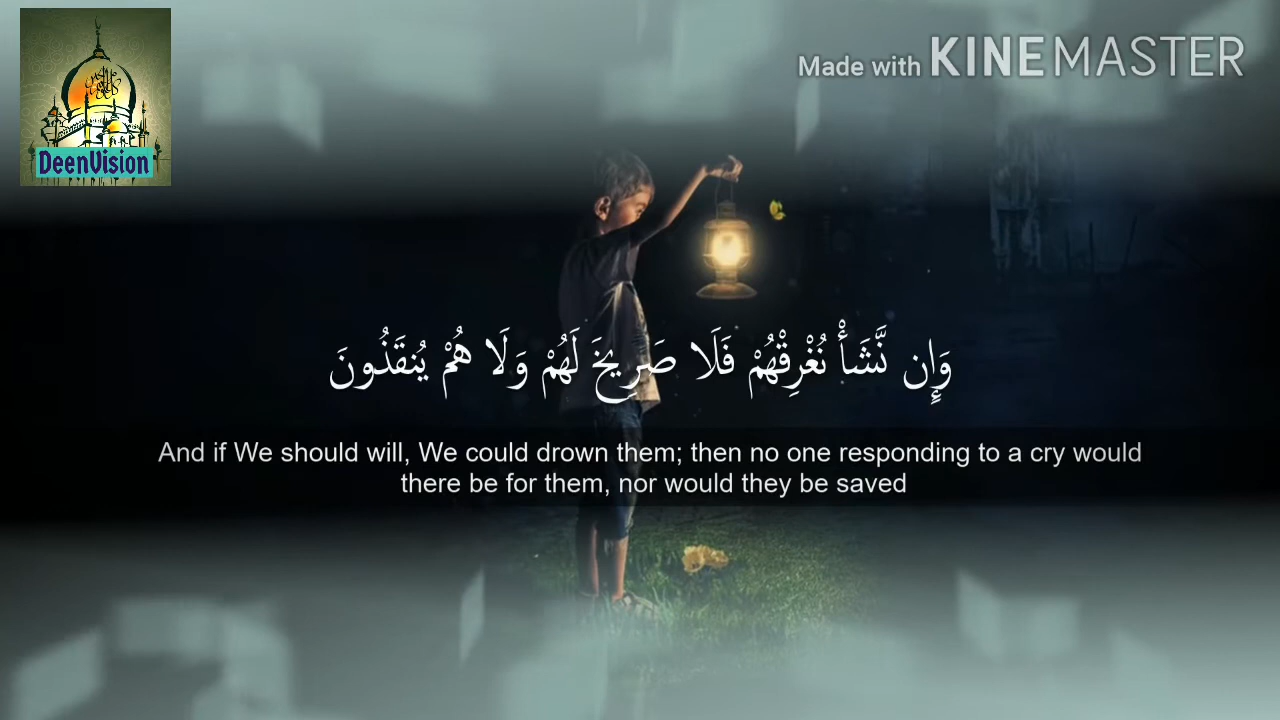 Made with KINEMASTER
DeenVision
وَإِن نَّشَأْ نُغْرِقْهُمْ فَلَا صَرِيخَ لَهُمْ وَلَا هُمْ يُنقَذُونَ
And if We should will, We could drown them; then no one responding to a cry would
there be for them, nor would they be saved